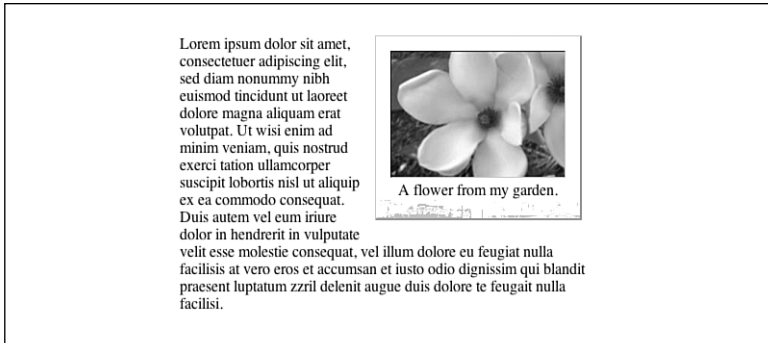 Lorem ipsum dolor sit amet,
consectetuer adipiscing elit,
sed diam nonummy nibh
euismod tincidunt ut laoreet
dolore magna aliquam erat
volutpat. Ut wisi enim ad
minim veniam, quis nostrud
exerci tation ullamcorper
suscipit lobortis nisl ut aliquip
ex ea commodo consequat.
Duis autem vel eum iriure
dolor in hendrerit in vulputate
velit esse molestie consequat, vel illum dolore eu feugiat nulla
facilisis at vero eros et accumsan et iusto odio dignissim qui blandit
praesent luptatum zzril delenit augue duis dolore te feugait nulla
facilisi.
A flower from my garden.